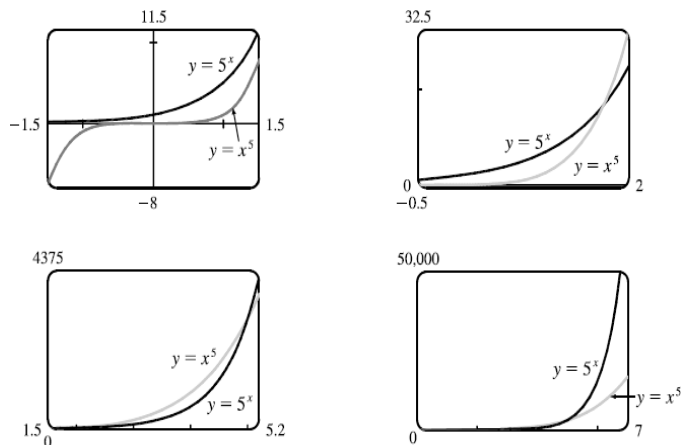 11.5
y = 5^x
−1.5
1.5
y = x^5
−8
32.5
y = 5^x
y = x^5
0
2
−0.5
4375
y = x^5
y = 5^x
1.5
5.2
0
50,000
y = 5^x
y = x^5
7
0